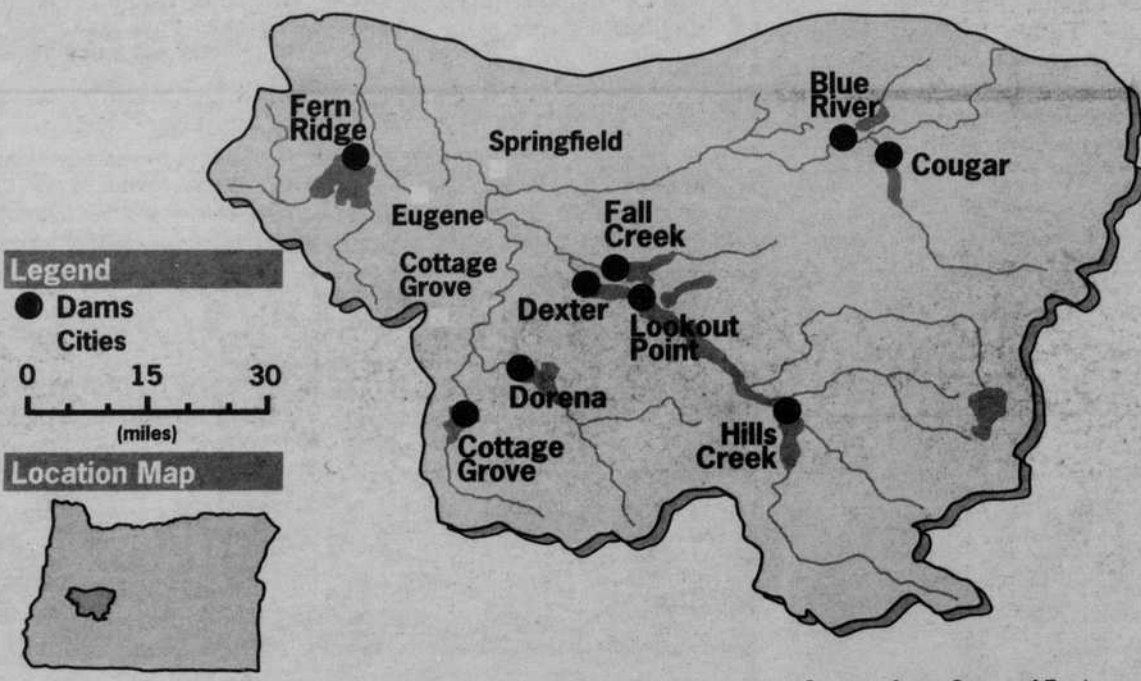 Fern
Ridge
Springfield
Blue
River
Cougar
Eugene
Fall
Creek
Cottage
Grove
Dexter
Lookout
Point
Dorena
Cottage
Grove
Hills
Creek
Legend
Dams
Cities
0 15 30
(miles)
Location Map